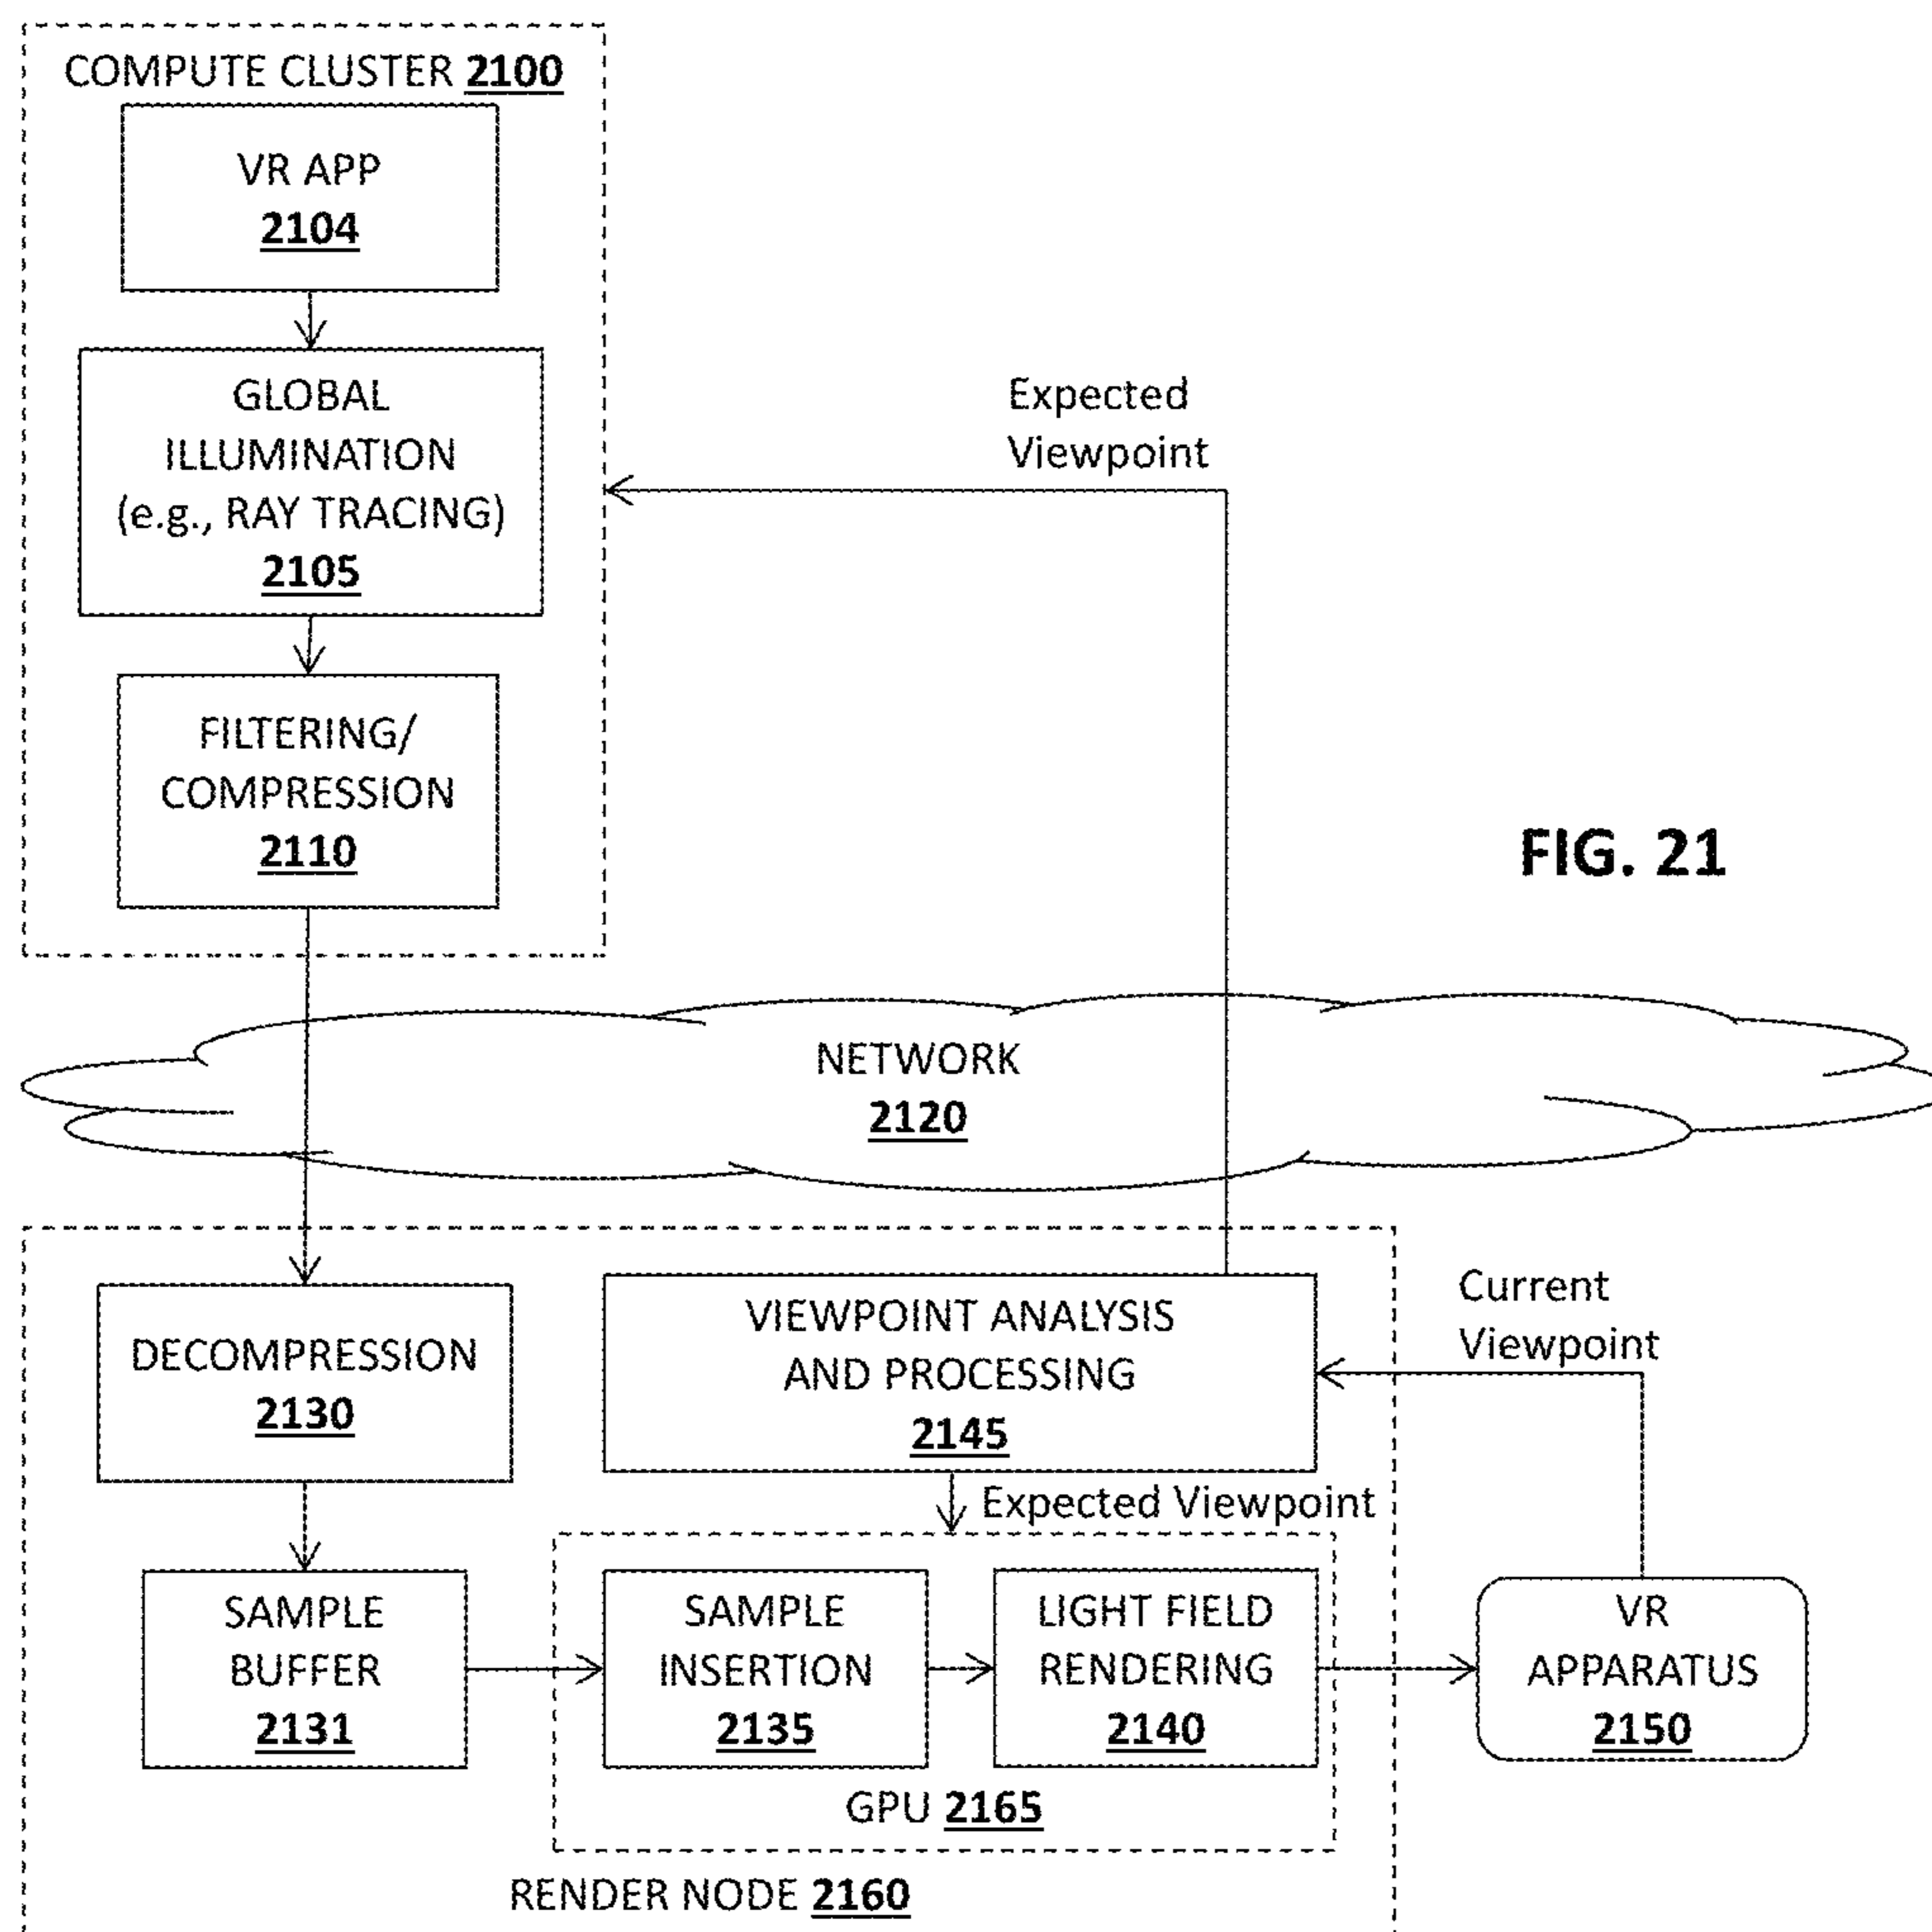 COMPUTE CLUSTER 2100
VR APP
2104
GLOBAL
ILLUMINATION
(e.g., RAY TRACING)
2105
FILTERING/
COMPRESSION
2110
Expected
Viewpoint
FIG. 21
NETWORK
2120
DECOMPRESSION
2130
VIEWPOINT ANALYSIS
AND PROCESSING
2145
Current
Viewpoint
Expected Viewpoint
SAMPLE
BUFFER
2131
SAMPLE
INSERTION
2135
LIGHT FIELD
RENDERING
2140
VR
APPARATUS
2150
GPU 2165
RENDER NODE 2160